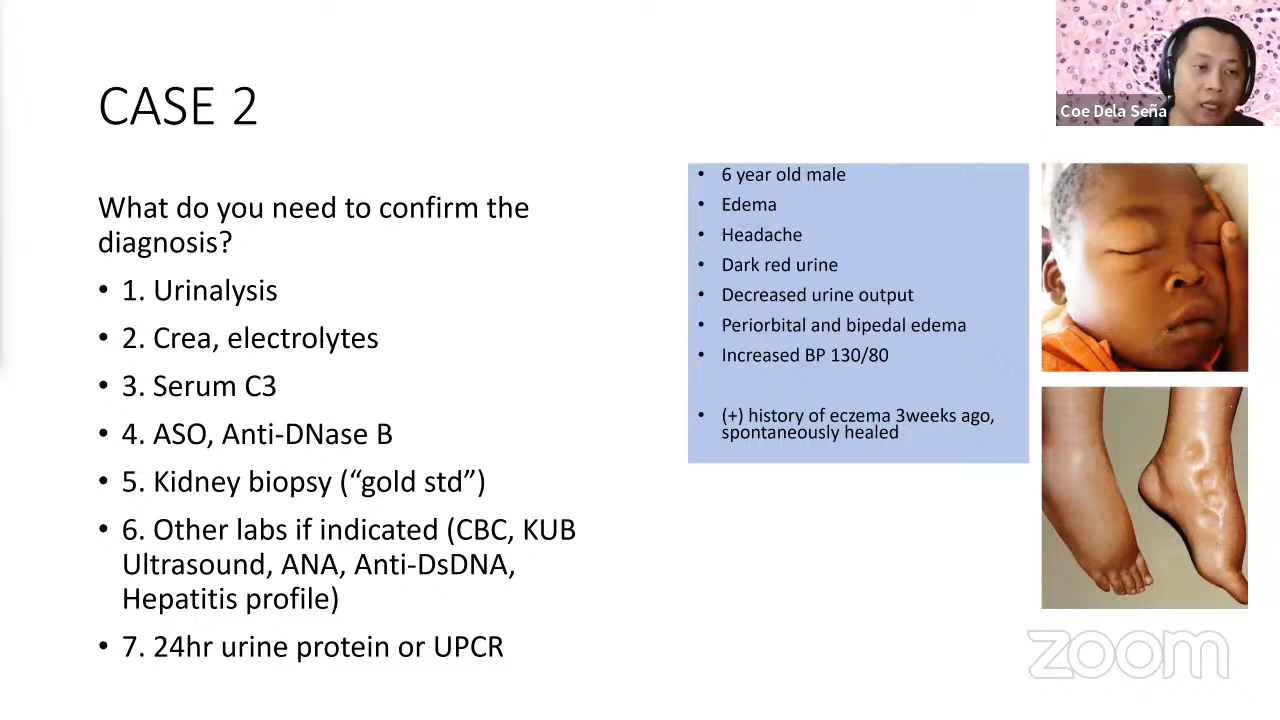 CASE 2
What do you need to confirm the
diagnosis?
• 1. Urinalysis
• 2. Crea, electrolytes
• 3. Serum C3
• 4. ASO, Anti-DNase B
• 5. Kidney biopsy (“gold std”)
• 6. Other labs if indicated (CBC, KUB
Ultrasound, ANA, Anti-DsDNA,
Hepatitis profile)
• 7. 24hr urine protein or UPCR
• 6 year old male
• Edema
• Headache
• Dark red urine
• Decreased urine output
• Periorbital and bipedal edema
• Increased BP 130/80
• (+) history of eczema 3weeks ago,
spontaneously healed
Coe Dela Seña
zoom